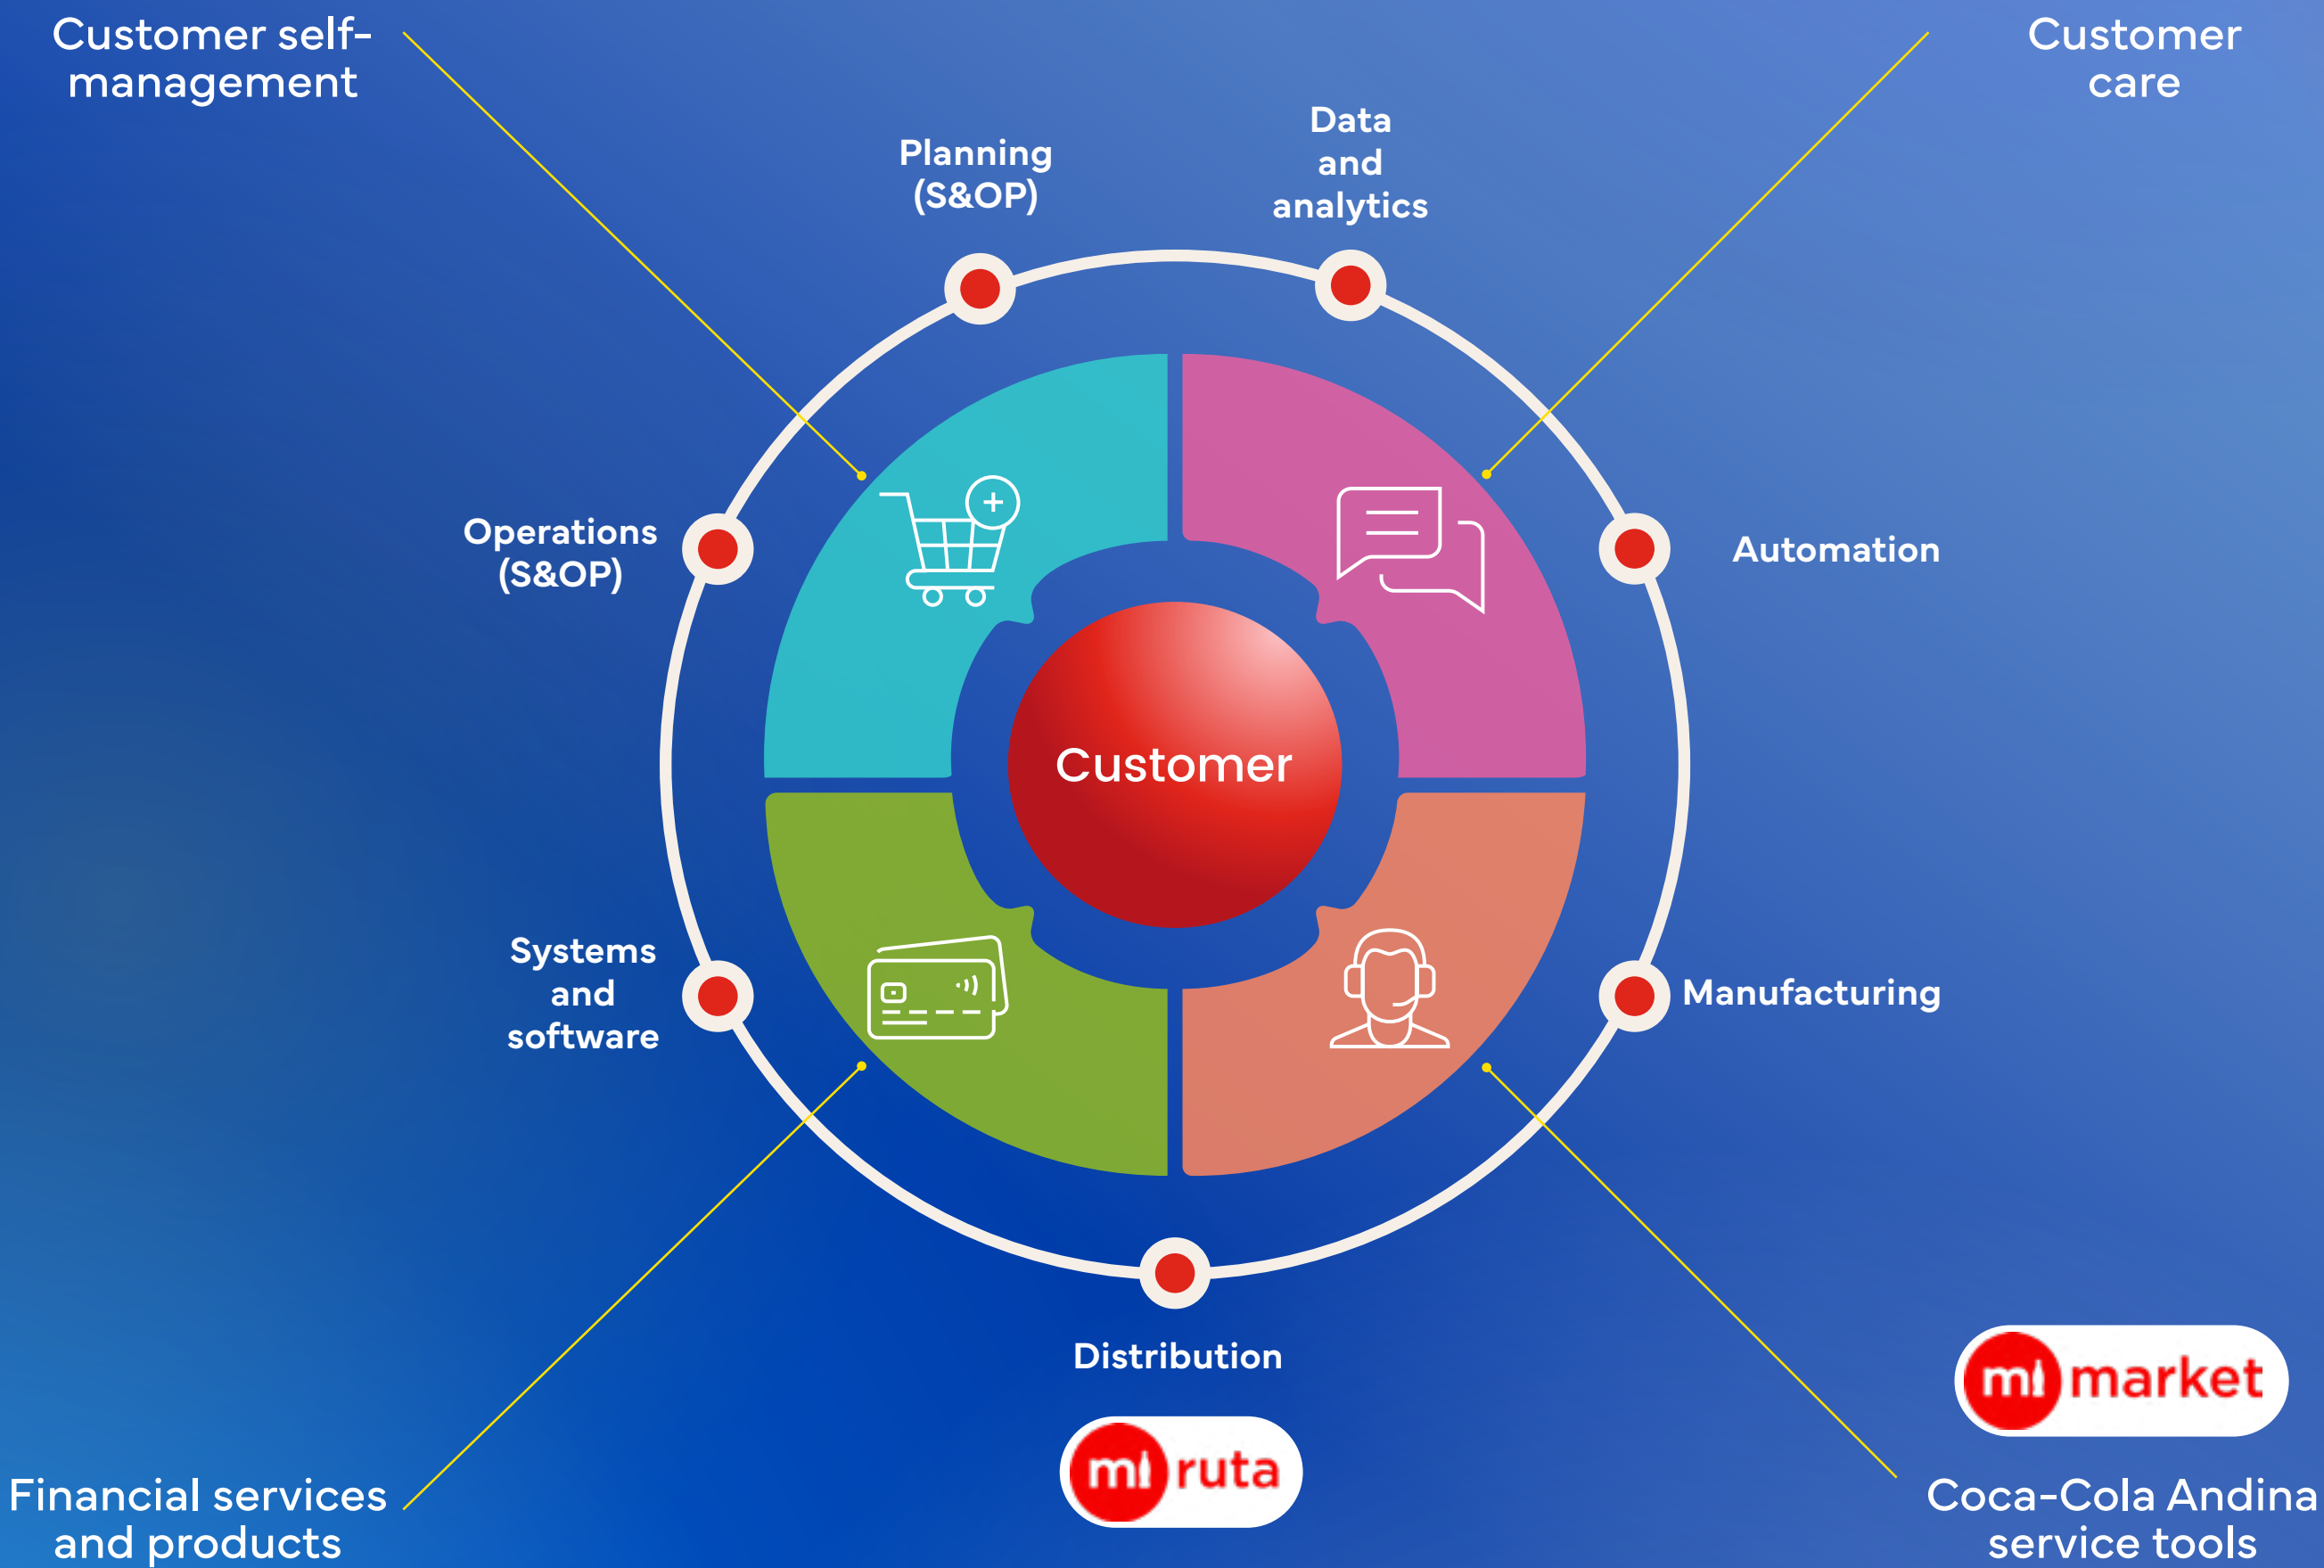 Customer self-
management
Customer
care
Planning
(S&OP)
Data
and
analytics
Operations
(S&OP)
Automation
Customer
Systems
and
software
Manufacturing
Distribution
mi ruta
mi market
Financial services
and products
Coca-Cola Andina
service tools